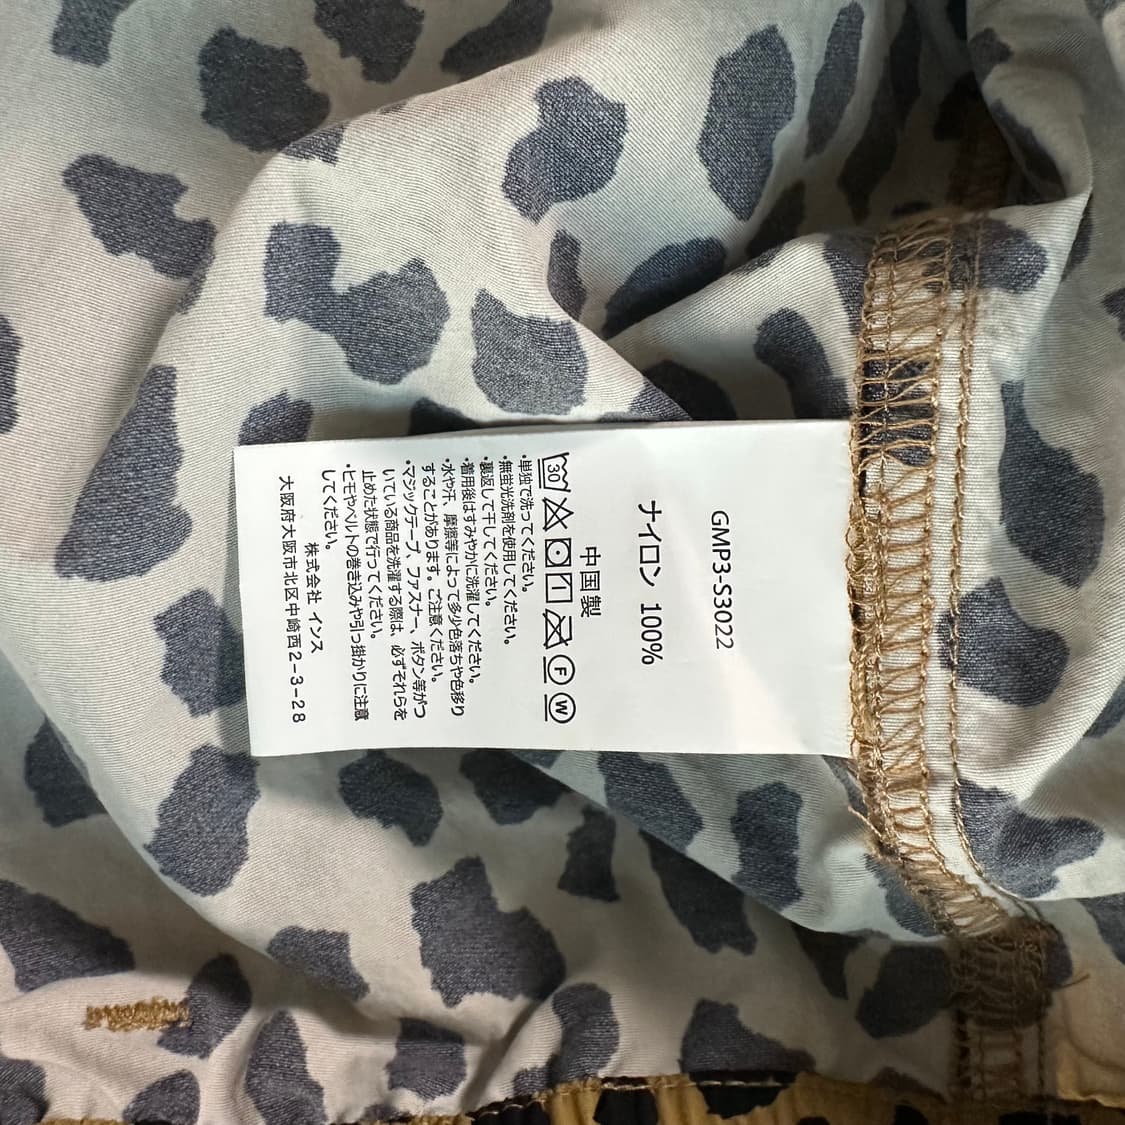 GMP3-S3022
ナイロン 100%
中国製
30 F W
・単独で洗ってください。
・無蛍光洗剤を使用してください。
・裏返して干してください。
・着用後はすみやかに洗濯してください。
・水や汗、摩擦等によって多少色落ちや色移り
することがあります。ご注意ください。
・マジックテープ、ファスナー、ボタン等がつ
いている商品を洗濯する際は、必ずそれらを
止めた状態で行ってください。
・ヒモやベルトの巻き込みや引っ掛かりに注意
してください。
株式会社 インス
大阪府大阪市北区中崎西2-3-28